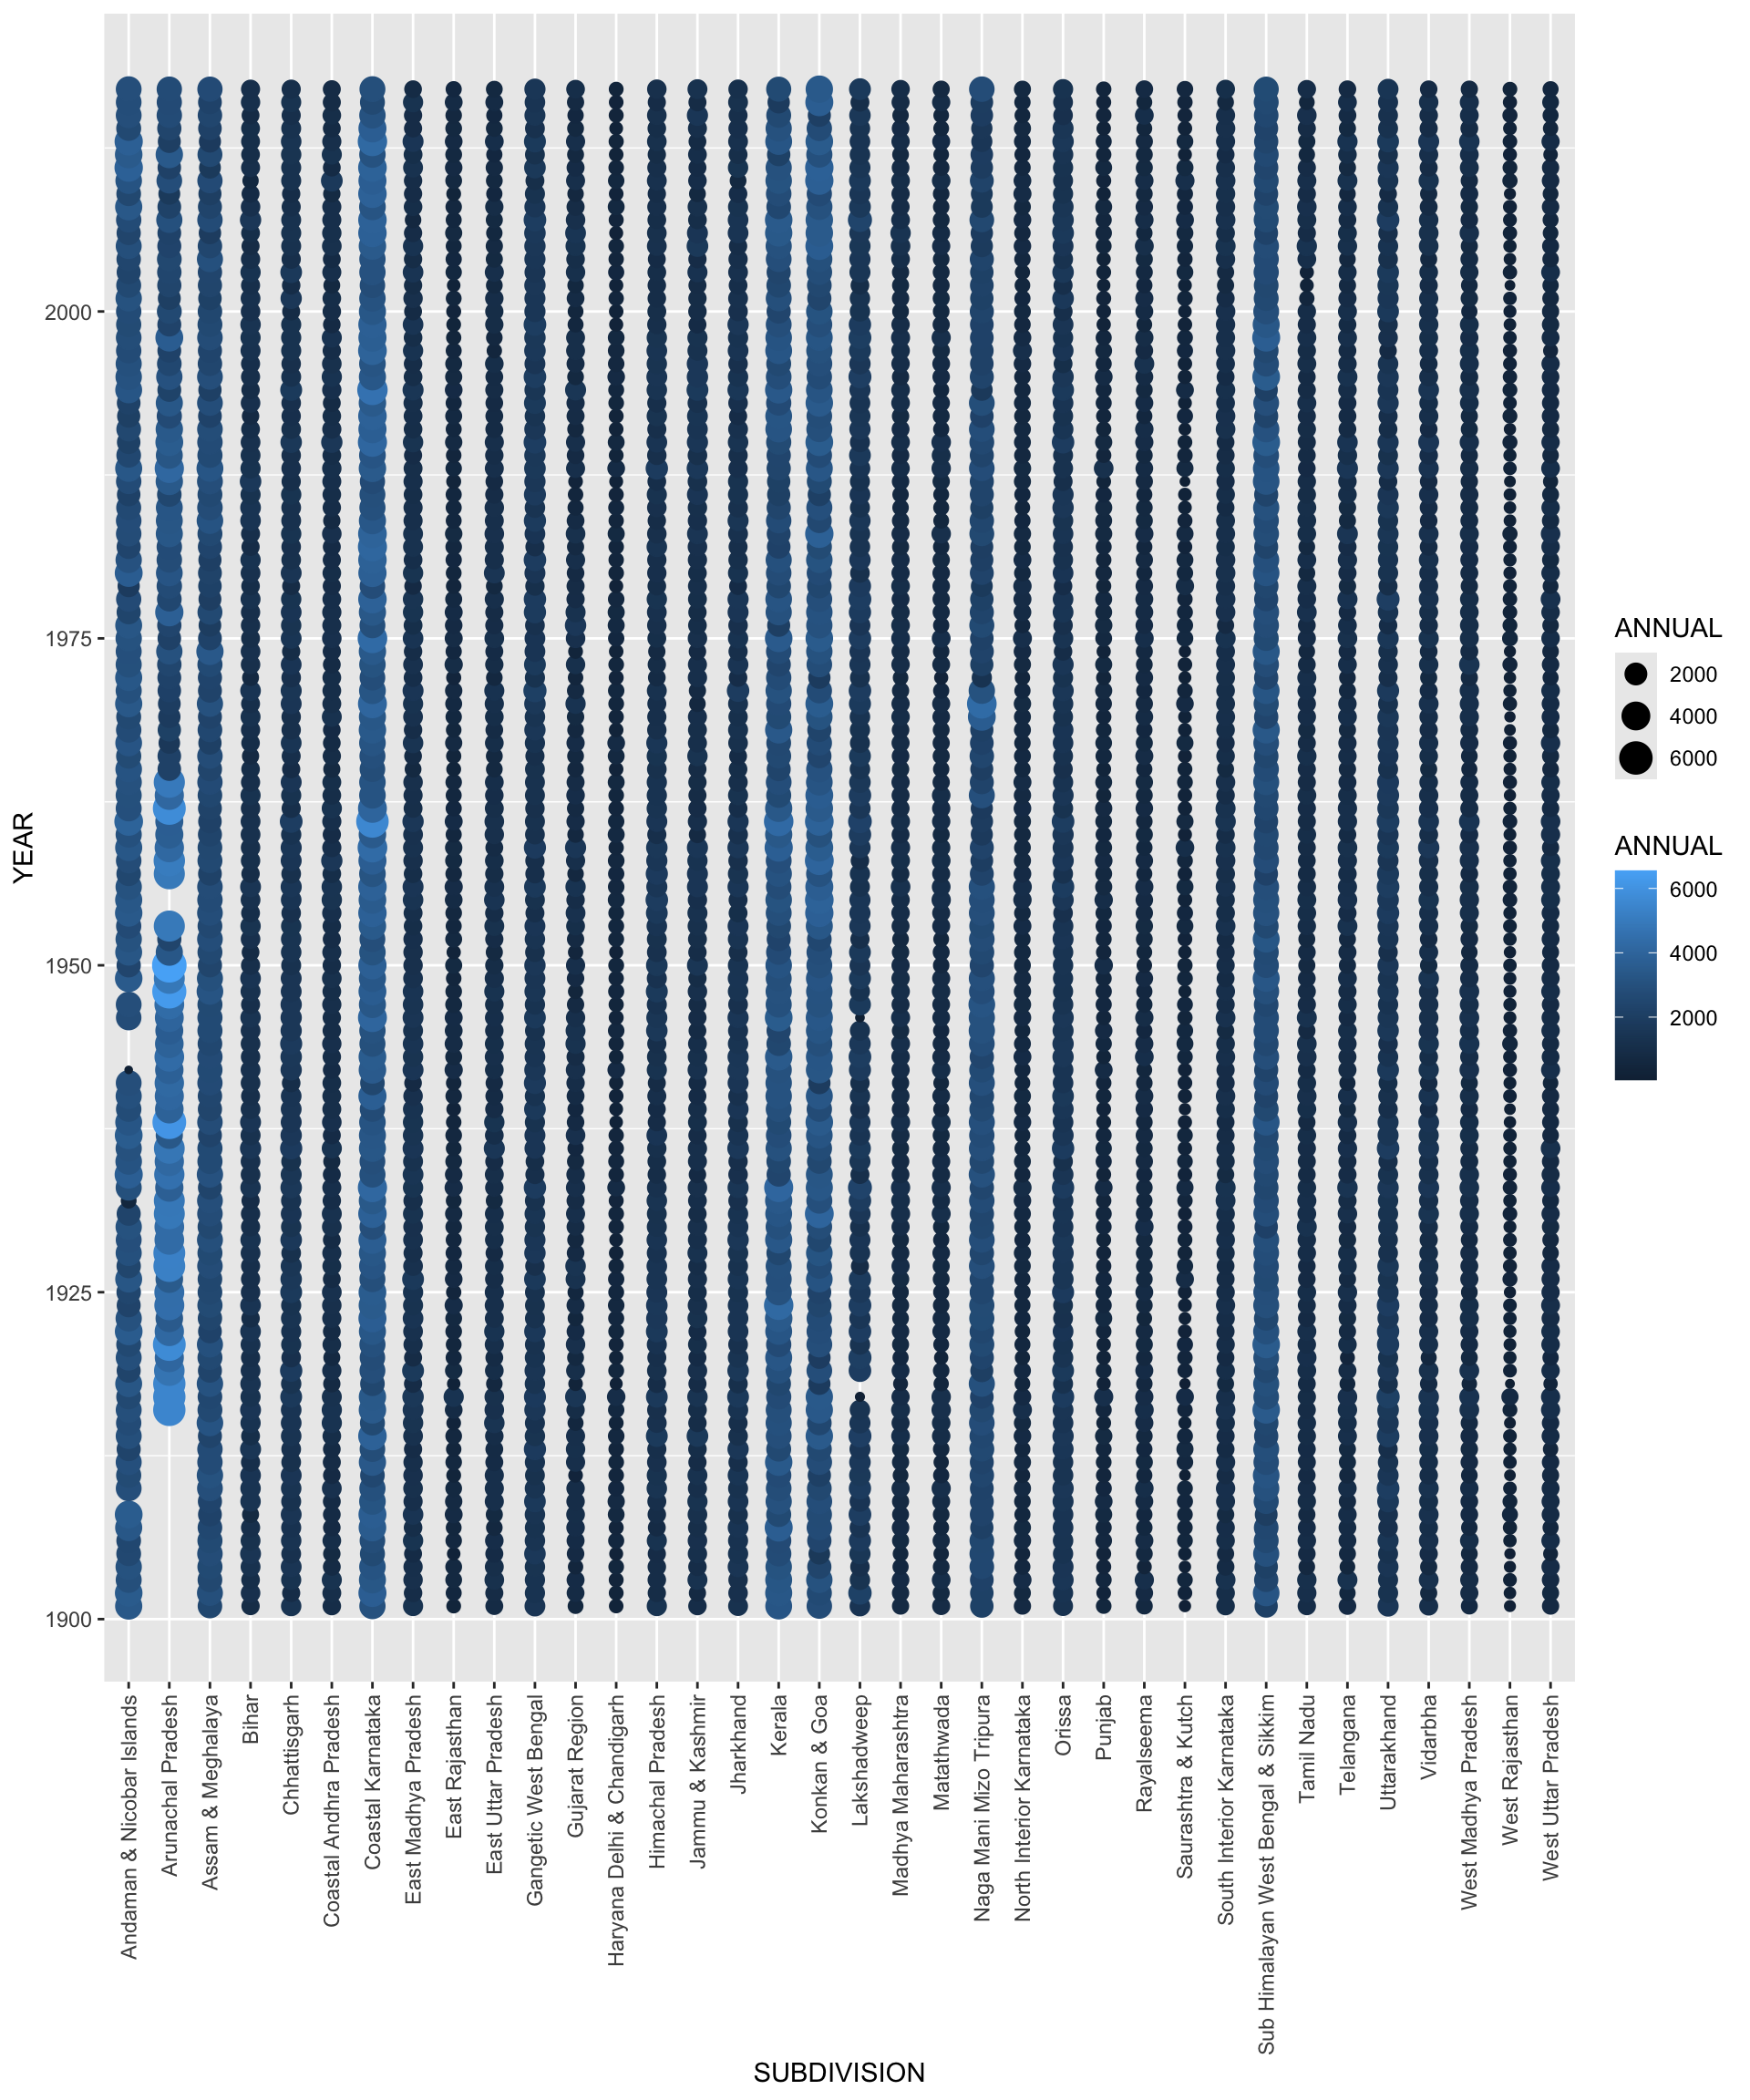 YEAR
2000
1975
1950
1925
1900
Andaman & Nicobar Islands
Arunachal Pradesh
Assam & Meghalaya
Bihar
Chhattisgarh
Coastal Andhra Pradesh
Coastal Karnataka
East Madhya Pradesh
East Rajasthan
East Uttar Pradesh
Gangetic West Bengal
Gujarat Region
Haryana Delhi & Chandigarh
Himachal Pradesh
Jammu & Kashmir
Jharkhand
Kerala
Konkan & Goa
Lakshadweep
Madhya Maharashtra
Matathwada
Naga Mani Mizo Tripura
North Interior Karnataka
Orissa
Punjab
Rayalseema
Saurashtra & Kutch
South Interior Karnataka
Sub Himalayan West Bengal & Sikkim
Tamil Nadu
Telangana
Uttarakhand
Vidarbha
West Madhya Pradesh
West Rajasthan
West Uttar Pradesh
SUBDIVISION
ANNUAL
2000
4000
6000
ANNUAL
6000
4000
2000